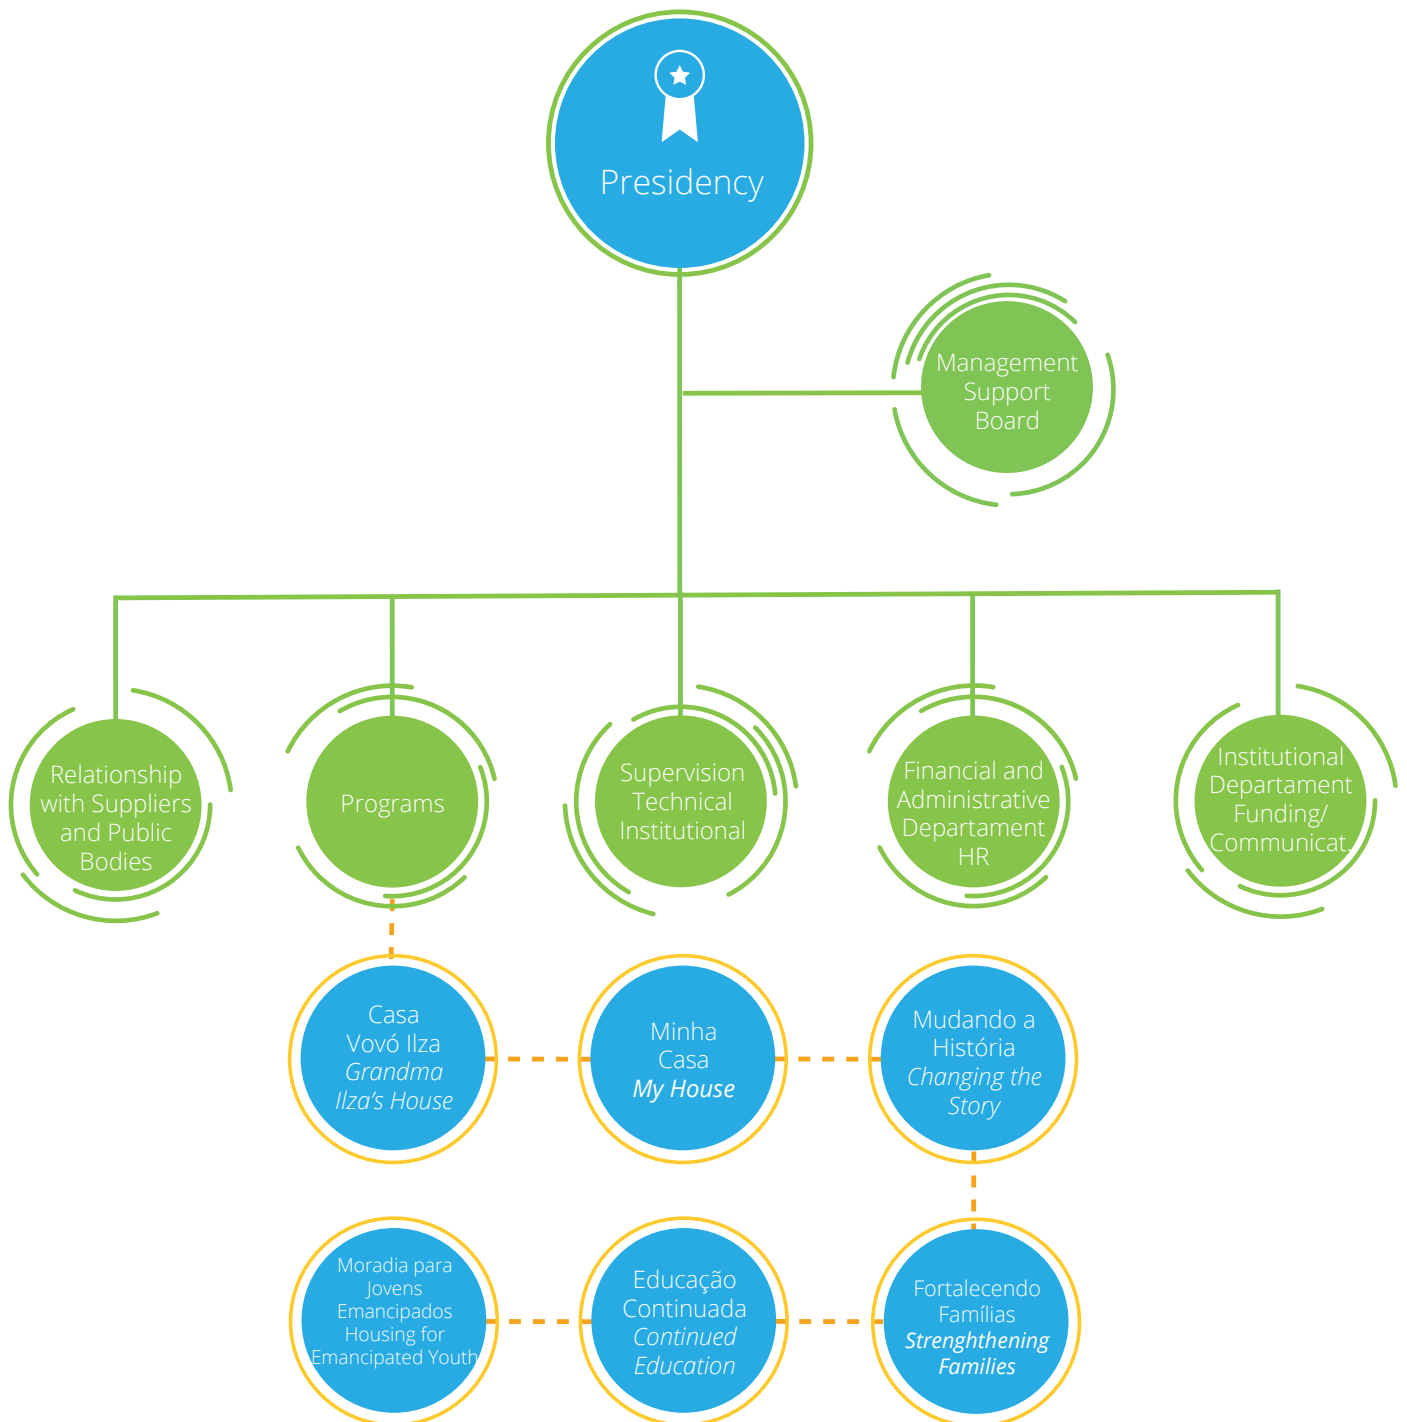 Presidency
Management
Support
Board
Relationship
with Suppliers
and Public
Bodies
Programs
Supervision
Technical
Institutional
Financial and
Administrative
Departament
HR
Institutional
Departament
Funding/
Communicat.
Casa
Vovó Ilza
Grandma
Ilza's House
Minha
Casa
My House
Mudando a
História
Changing the
Story
Moradia para
Jovens
Emancipados
Housing for
Emancipated Youth
Educação
Continuada
Continued
Education
Fortalecendo
Famílias
Strenghthening
Families